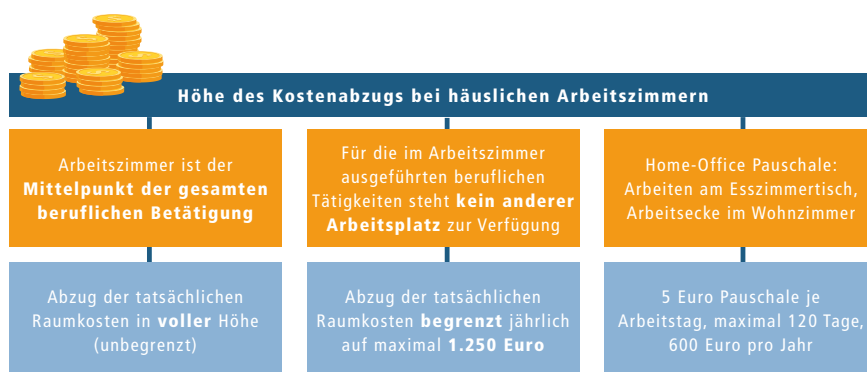 Höhe des Kostenabzugs bei häuslichen Arbeitszimmern
Arbeitszimmer ist der
Mittelpunkt der gesamten
beruflichen Betätigung
Für die im Arbeitszimmer
ausgeführten beruflichen
Tätigkeiten steht kein anderer
Arbeitsplatz zur Verfügung
Home-Office Pauschale:
Arbeiten am Esszimmertisch,
Arbeitsecke im Wohnzimmer
Abzug der tatsächlichen
Raumkosten in voller Höhe
(unbegrenzt)
Abzug der tatsächlichen
Raumkosten begrenzt jährlich
auf maximal 1.250 Euro
5 Euro Pauschale je
Arbeitstag, maximal 120 Tage,
600 Euro pro Jahr